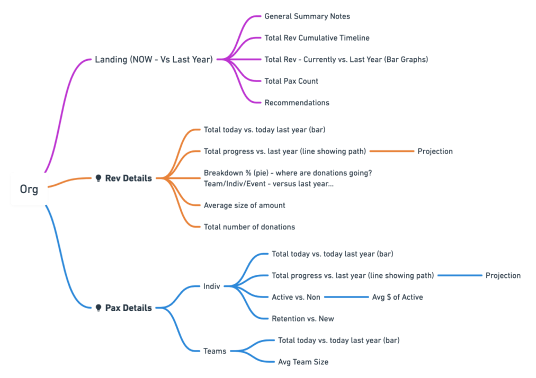 Org
Landing (NOW - Vs Last Year)
General Summary Notes
Total Rev Cumulative Timeline
Total Rev - Currently vs. Last Year (Bar Graphs)
Total Pax Count
Recommendations
Rev Details
Total today vs. today last year (bar)
Total progress vs. last year (line showing path)
Projection
Breakdown % (pie) - where are donations going?
Team/Indiv/Event - versus last year...
Average size of amount
Total number of donations
Pax Details
Indiv
Total today vs. today last year (bar)
Total progress vs. last year (line showing path)
Projection
Active vs. Non
Avg $ of Active
Retention vs. New
Teams
Total today vs. today last year (bar)
Avg Team Size